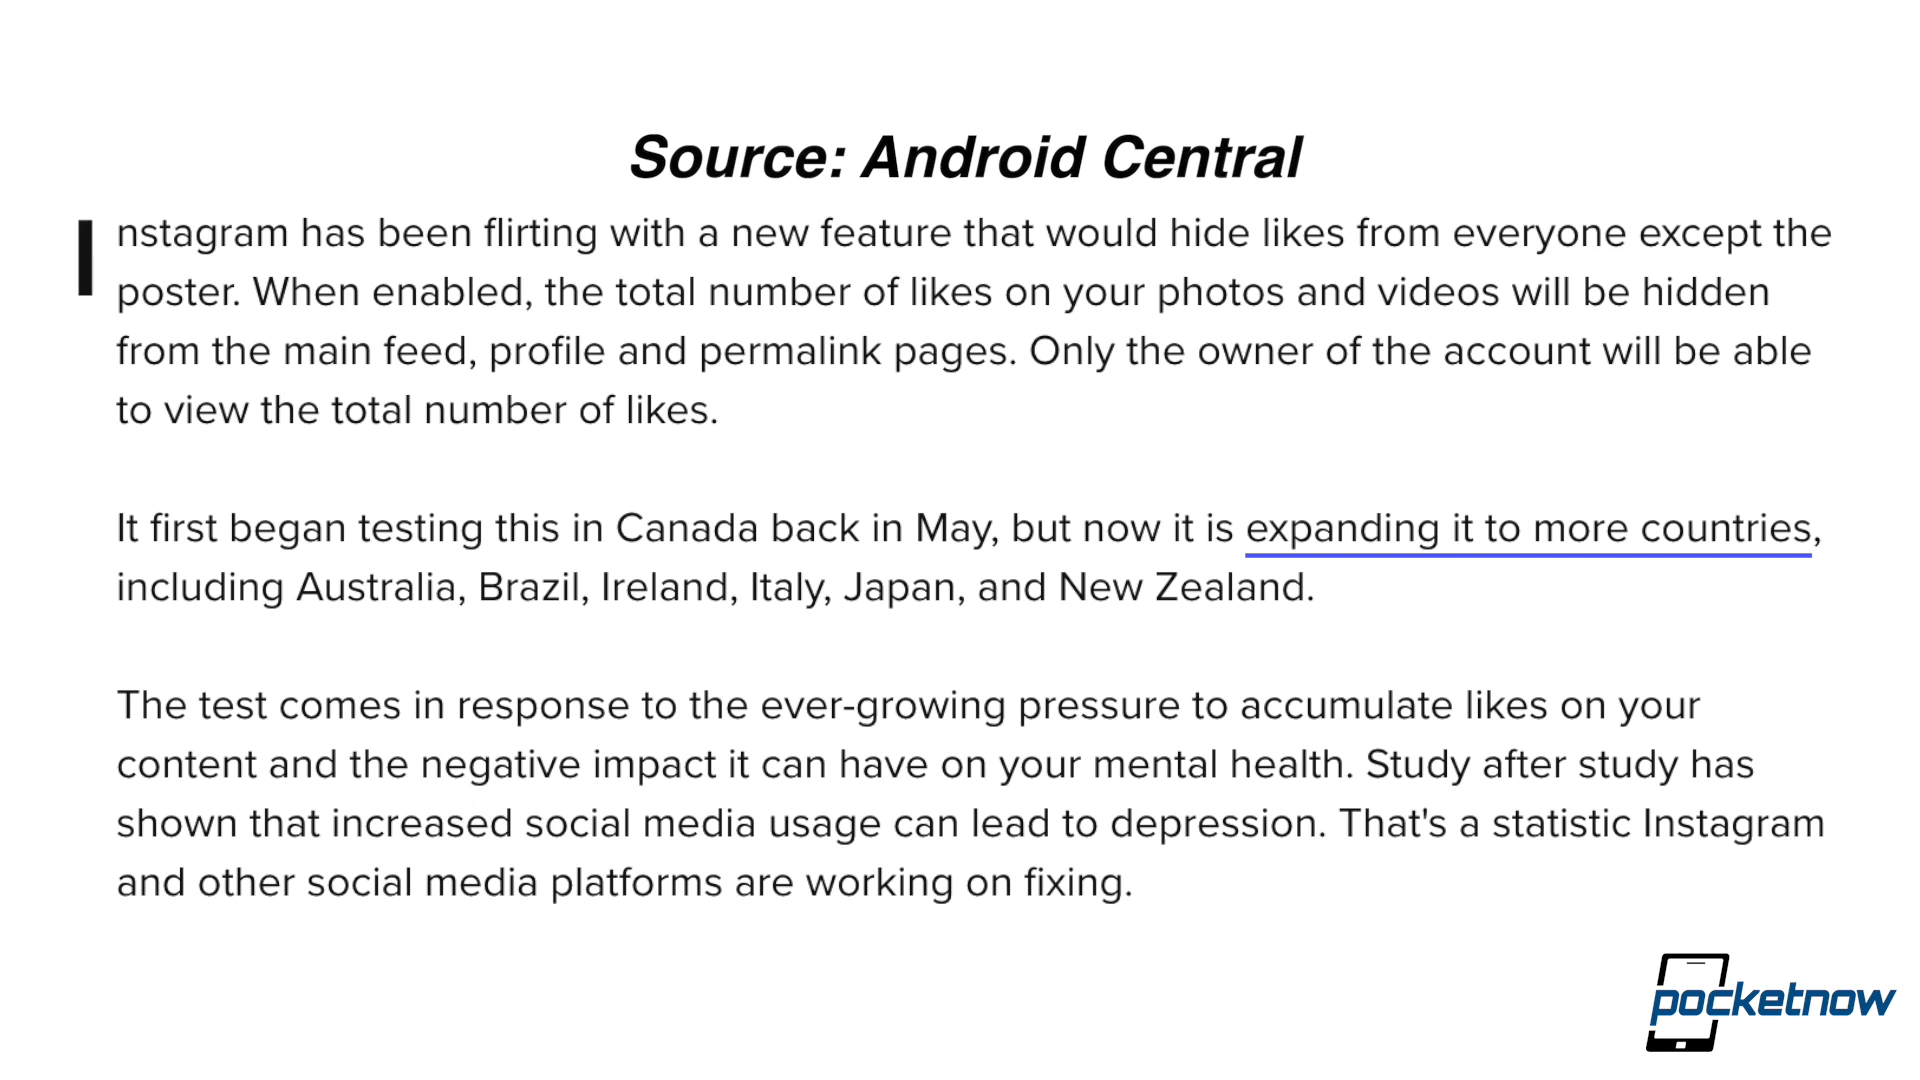 Source: Android Central
Instagram has been flirting with a new feature that would hide likes from everyone except the
poster. When enabled, the total number of likes on your photos and videos will be hidden
from the main feed, profile and permalink pages. Only the owner of the account will be able
to view the total number of likes.
It first began testing this in Canada back in May, but now it is expanding it to more countries,
including Australia, Brazil, Ireland, Italy, Japan, and New Zealand.
The test comes in response to the ever-growing pressure to accumulate likes on your
content and the negative impact it can have on your mental health. Study after study has
shown that increased social media usage can lead to depression. That's a statistic Instagram
and other social media platforms are working on fixing.
pocketnow